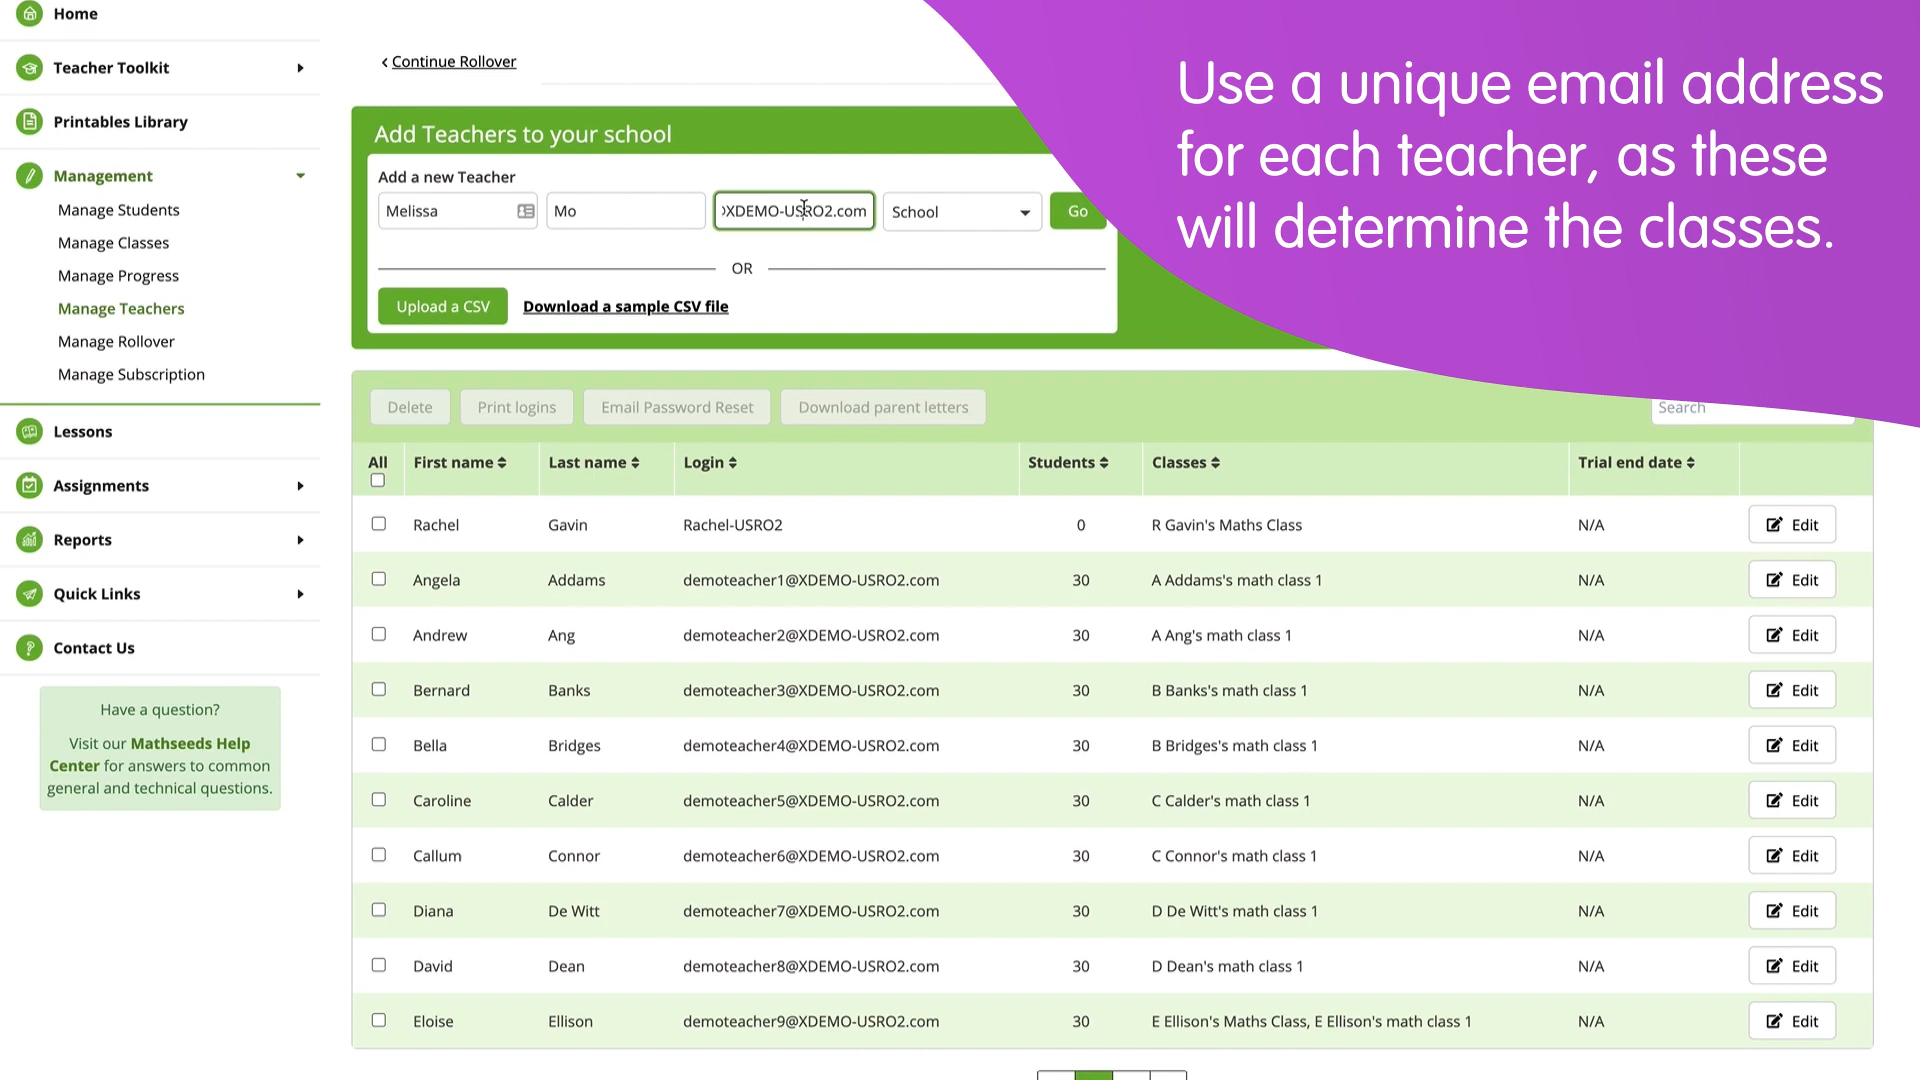 Home
Teacher Toolkit
Printables Library
Management
Manage Students
Manage Classes
Manage Progress
Manage Teachers
Manage Rollover
Manage Subscription
Lessons
Assignments
Reports
Quick Links
Contact Us
Have a question?
Visit our Mathseeds Help
Center for answers to common
general and technical questions.
Continue Rollover
Use a unique email address
for each teacher, as these
will determine the classes.
Add Teachers to your school
Add a new Teacher
Melissa Mo XDEMO-USRO2.com School Go
OR
Upload a CSV Download a sample CSV file
Delete Print logins Email Password Reset Download parent letters Search
All First name Last name Login Students Classes Trial end date
Rachel Gavin Rachel-USRO2 0 R Gavin's Maths Class N/A Edit
Angela Addams demoteacher1@XDEMO-USRO2.com 30 A Addams's math class 1 N/A Edit
Andrew Ang demoteacher2@XDEMO-USRO2.com 30 A Ang's math class 1 N/A Edit
Bernard Banks demoteacher3@XDEMO-USRO2.com 30 B Banks's math class 1 N/A Edit
Bella Bridges demoteacher4@XDEMO-USRO2.com 30 B Bridges's math class 1 N/A Edit
Caroline Calder demoteacher5@XDEMO-USRO2.com 30 C Calder's math class 1 N/A Edit
Callum Connor demoteacher6@XDEMO-USRO2.com 30 C Connor's math class 1 N/A Edit
Diana De Witt demoteacher7@XDEMO-USRO2.com 30 D De Witt's math class 1 N/A Edit
David Dean demoteacher8@XDEMO-USRO2.com 30 D Dean's math class 1 N/A Edit
Eloise Ellison demoteacher9@XDEMO-USRO2.com 30 E Ellison's Maths Class, E Ellison's math class 1 N/A Edit